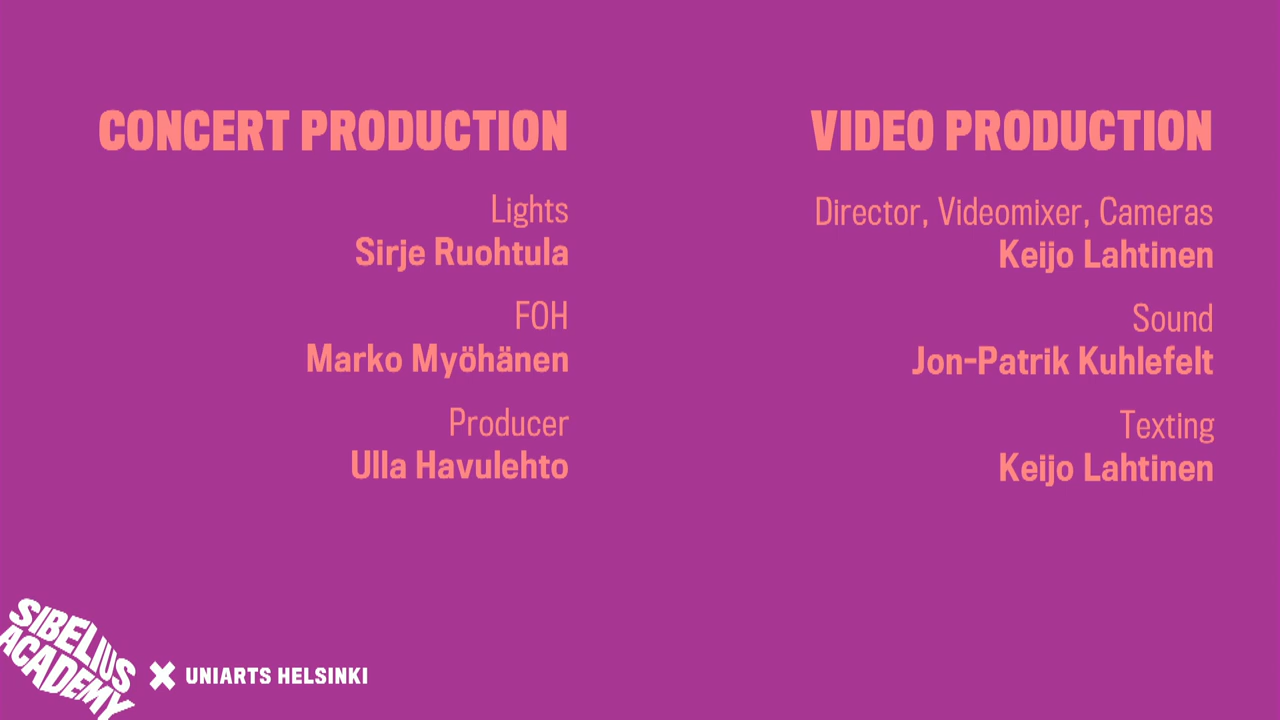 CONCERT PRODUCTION
Lights
Sirje Ruohtula
FOH
Marko Myöhänen
Producer
Ulla Havulehto
VIDEO PRODUCTION
Director, Videomixer, Cameras
Keijo Lahtinen
Sound
Jon-Patrik Kuhlefelt
Texting
Keijo Lahtinen
SIBELIUS
ACADEMY
UNIARTS HELSINKI